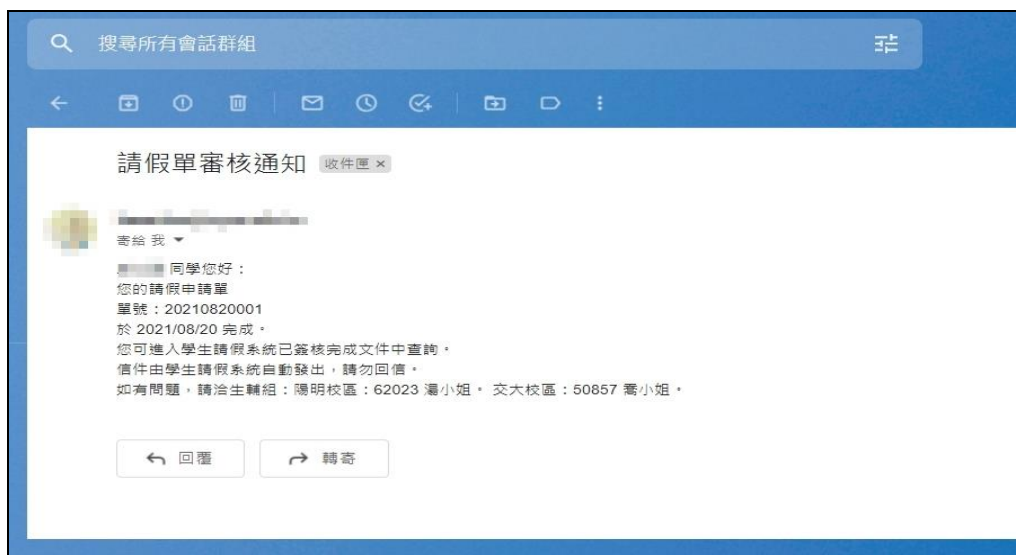 搜尋所有會話群組
請假單審核通知 收件匣 ×
寄給 我
同學您好：
您的請假申請單
單號：20210820001
於 2021/08/20 完成。
您可進入學生請假系統已簽核完成文件中查詢。
信件由學生請假系統自動發出，請勿回信。
如有問題，請洽生輔組：陽明校區：62023 湯小姐。 交大校區：50857 喬小姐。
回覆
轉寄